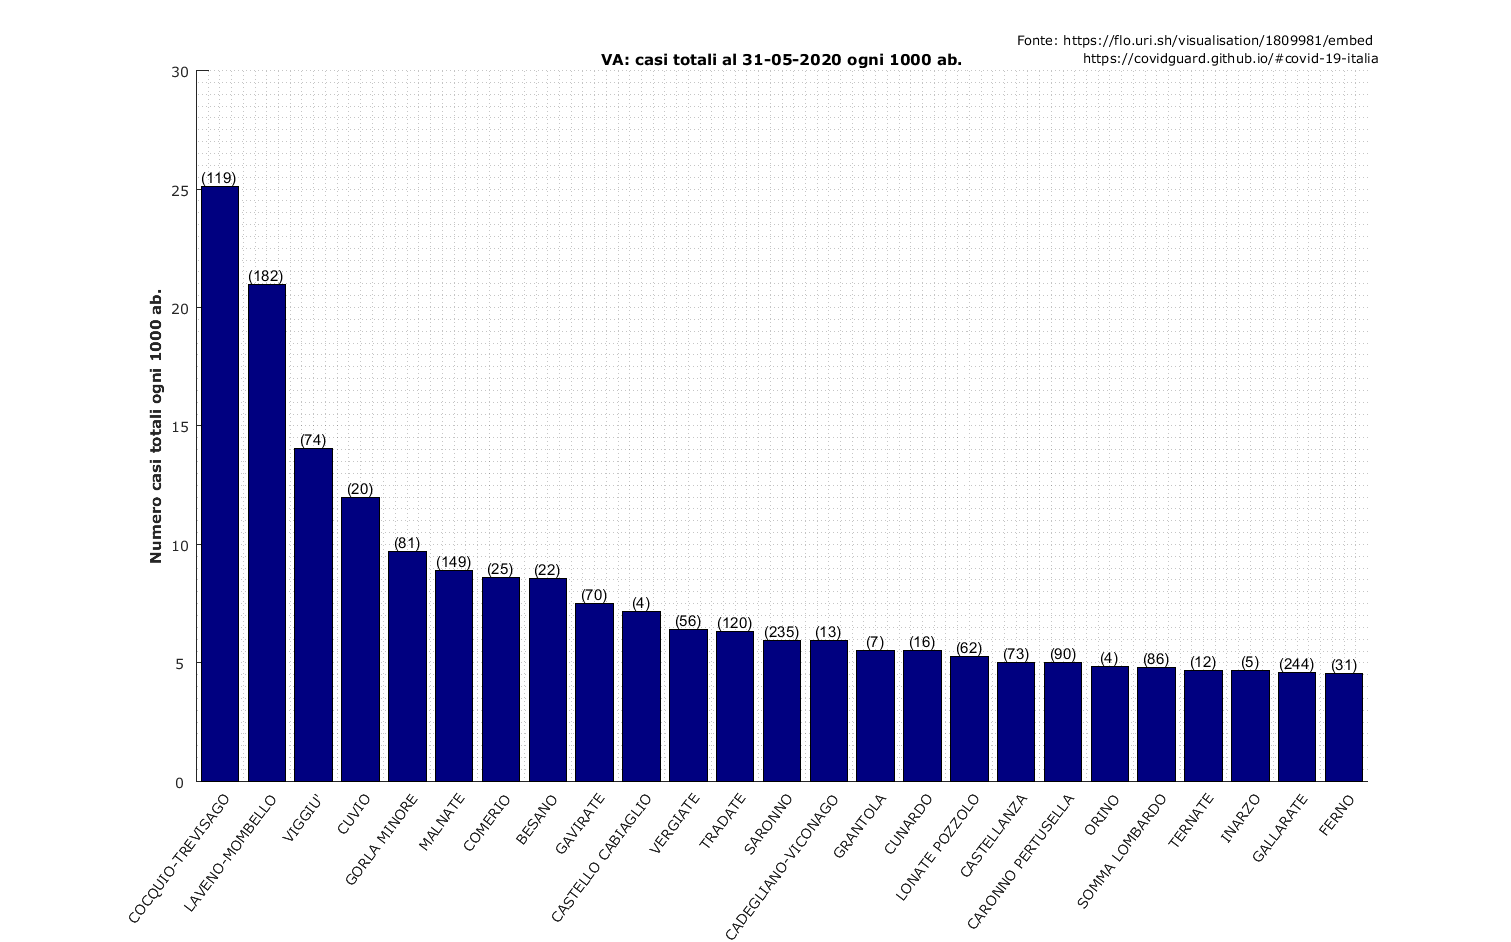 Fonte: https://flo.uri.sh/visualisation/1809981/embed
https://covidguard.github.io/#covid-19-italia
VA: casi totali al 31-05-2020 ogni 1000 ab.
Numero casi totali ogni 1000 ab.
30
25
20
15
10
5
0
(119)
(182)
(74)
(20)
(81)
(149)
(25)
(22)
(70)
(4)
(56)
(120)
(235)
(13)
(7)
(16)
(62)
(73)
(90)
(4)
(86)
(12)
(5)
(244)
(31)
COCQUIO-TREVISAGO
LAVENO-MOMBELLO
VIGGIU'
CUVIO
GORLA MINORE
MALNATE
COMERIO
BESANO
GAVIRATE
CASTELLO CABIAGLIO
VERGIATE
TRADATE
SARONNO
CADEGLIANO-VICONAGO
GRANTOLA
CUNARDO
LONATE POZZOLO
CASTELLANZA
CARONNO PERTUSELLA
ORINO
SOMMA LOMBARDO
TERNATE
INARZO
GALLARATE
FERNO